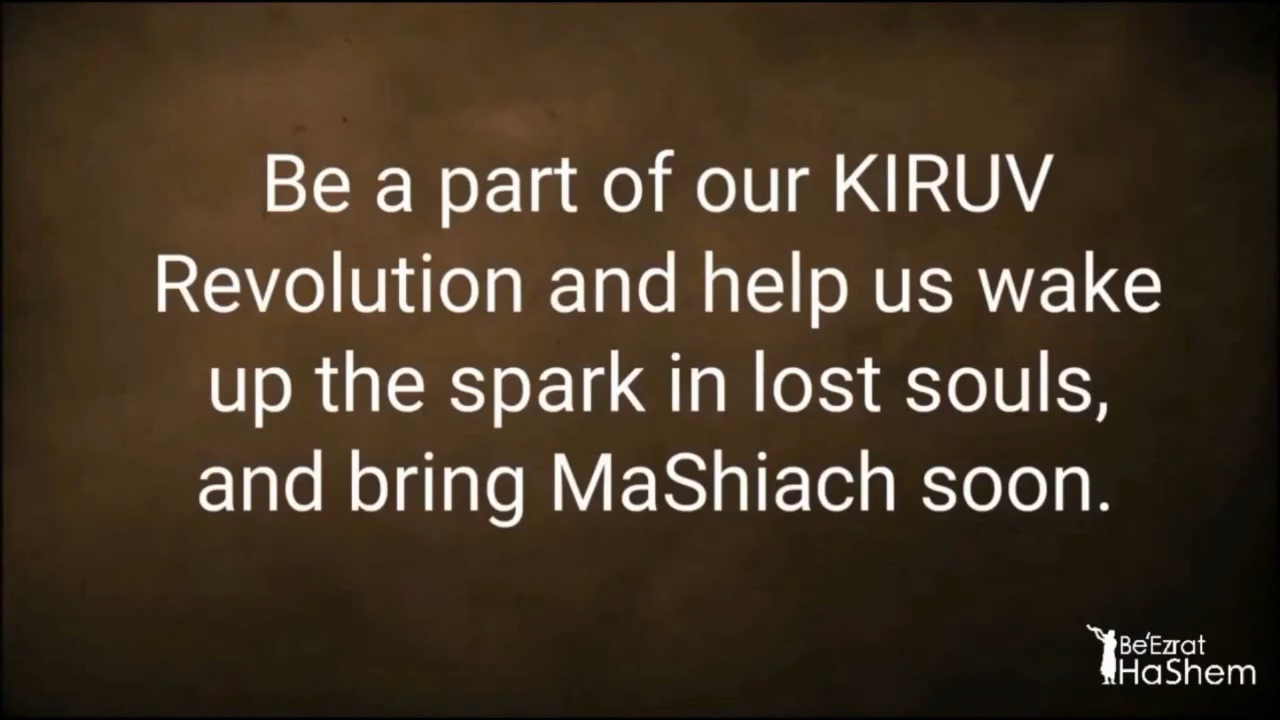 Be a part of our KIRUV
Revolution and help us wake
up the spark in lost souls,
and bring MaShiach soon.
Be'Ezrat
HaShem